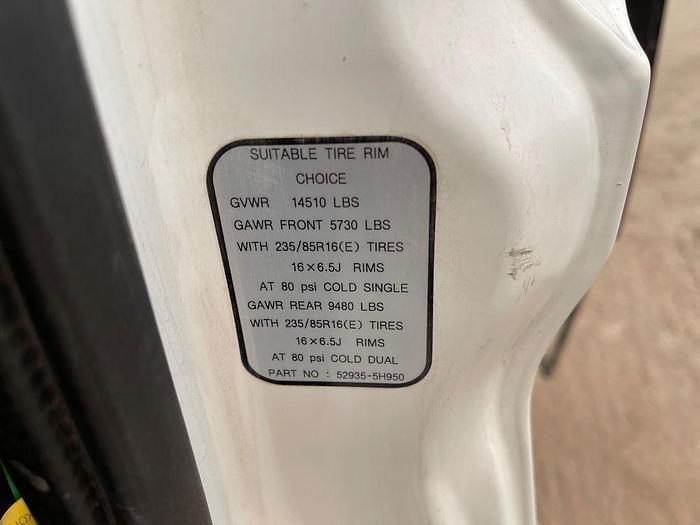 SUITABLE TIRE RIM
CHOICE
GVWR 14510 LBS
GAWR FRONT 5730 LBS
WITH 235/85R16(E) TIRES
16×6.5J RIMS
AT 80 psi COLD SINGLE
GAWR REAR 9480 LBS
WITH 235/85R16(E) TIRES
16×6.5J RIMS
AT 80 psi COLD DUAL
PART NO : 52935-5H950